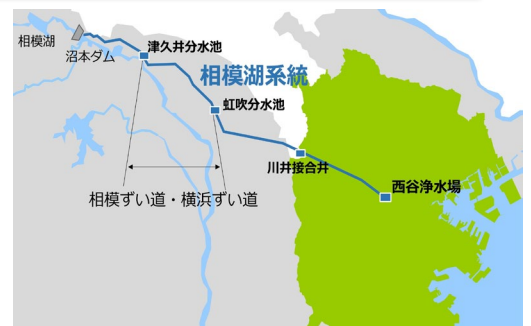 相模湖
沼本ダム
津久井分水池
相模湖系統
虹吹分水池
川井接合井
西谷浄水場
相模ずい道・横浜ずい道